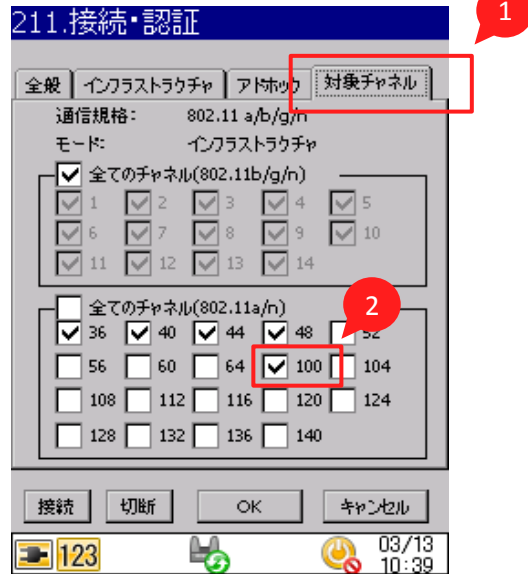 1
211.接続・認証
全般 インフラストラクチャ アドホック 対象チャネル
通信規格: 802.11 a/b/g/n
モード: インフラストラクチャ
全てのチャネル(802.11b/g/n)
1 2 3 4 5
6 7 8 9 10
11 12 13 14
全てのチャネル(802.11a/n)
2
36 40 44 48 52
56 60 64 100 104
108 112 116 120 124
128 132 136 140
接続 切断 OK キャンセル
123 03/13
10:39